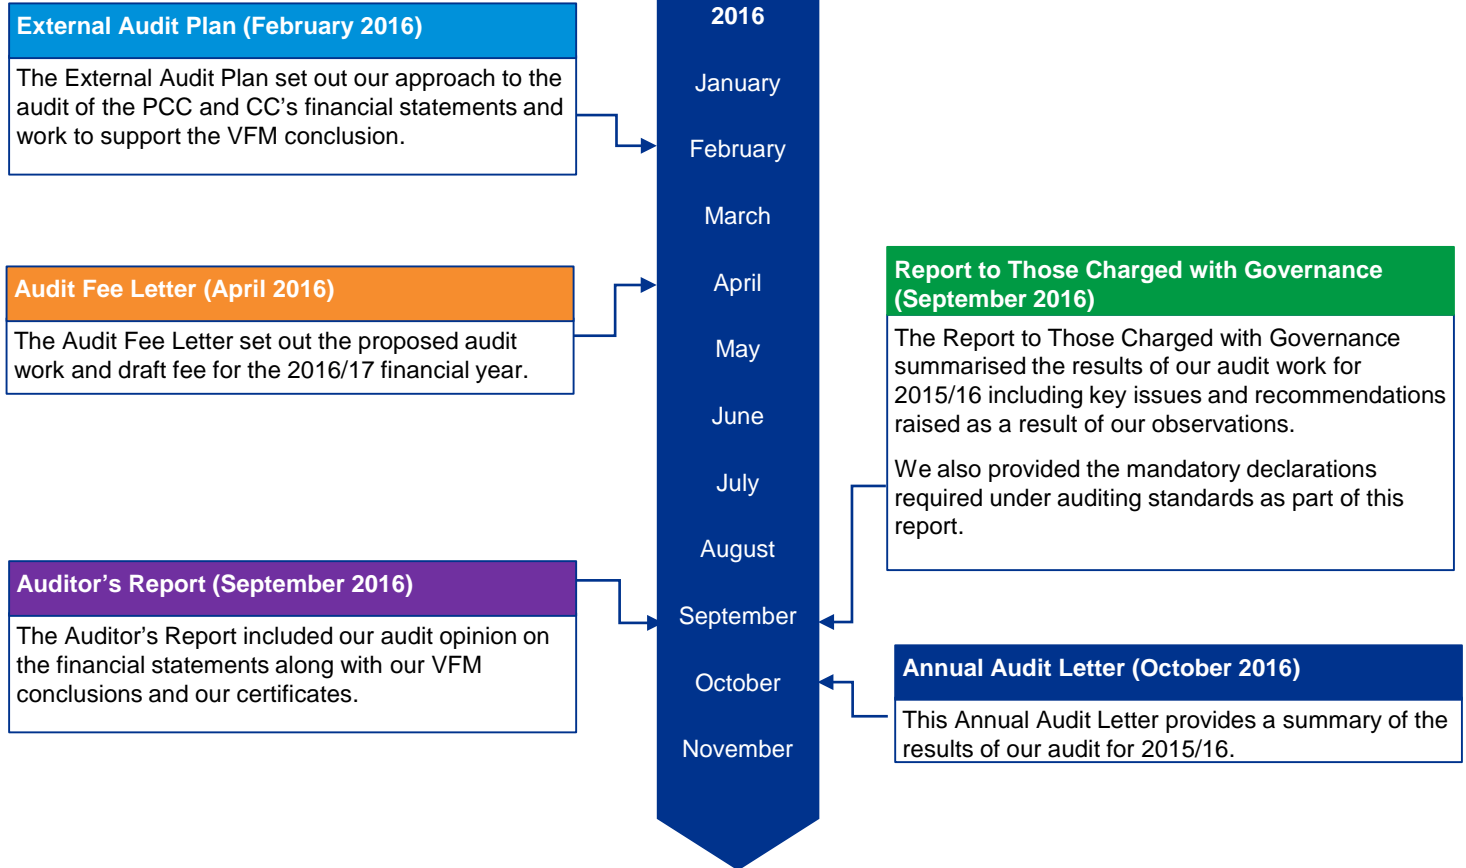 External Audit Plan (February 2016)
The External Audit Plan set out our approach to the
audit of the PCC and CC’s financial statements and
work to support the VFM conclusion.
Audit Fee Letter (April 2016)
The Audit Fee Letter set out the proposed audit
work and draft fee for the 2016/17 financial year.
Auditor’s Report (September 2016)
The Auditor’s Report included our audit opinion on
the financial statements along with our VFM
conclusions and our certificates.
2016
January
February
March
April
May
June
July
August
September
October
November
Report to Those Charged with Governance
(September 2016)
The Report to Those Charged with Governance
summarised the results of our audit work for
2015/16 including key issues and recommendations
raised as a result of our observations.
We also provided the mandatory declarations
required under auditing standards as part of this
report.
Annual Audit Letter (October 2016)
This Annual Audit Letter provides a summary of the
results of our audit for 2015/16.